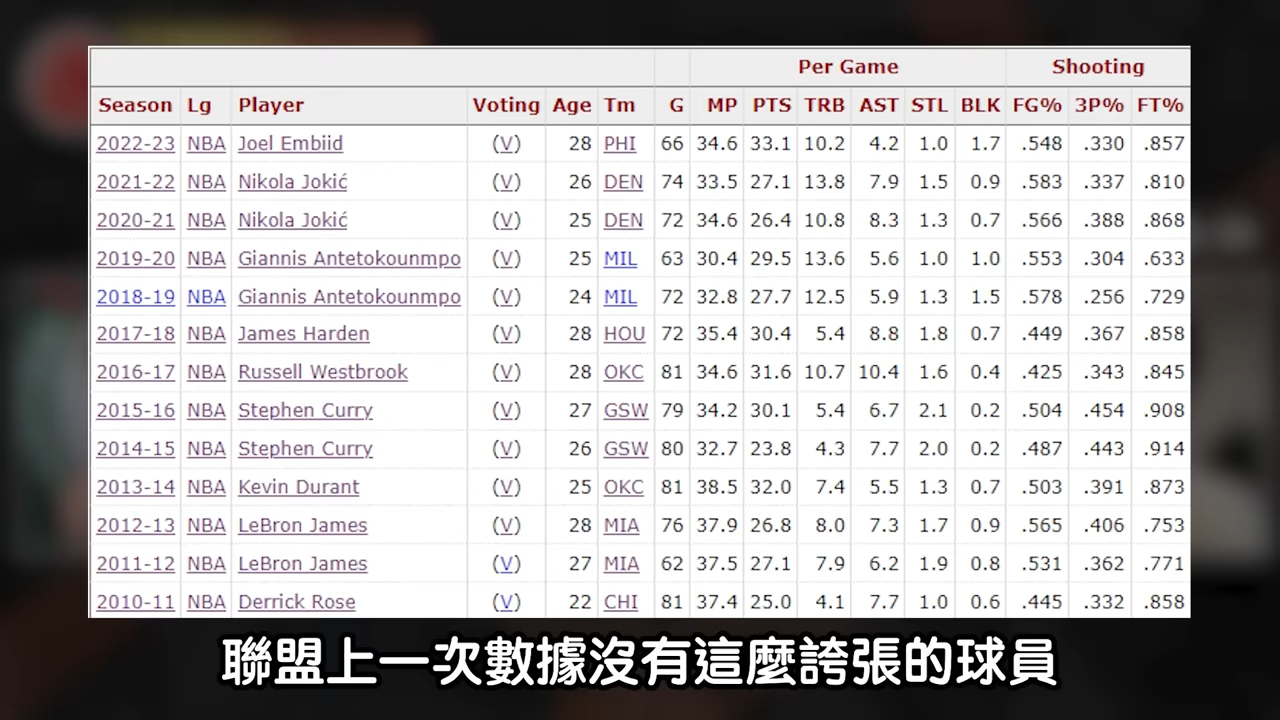 Per Game Shooting
Season Lg Player Voting Age Tm G MP PTS TRB AST STL BLK FG% 3P% FT%
2022-23 NBA Joel Embiid (V) 28 PHI 66 34.6 33.1 10.2 4.2 1.0 1.7 .548 .330 .857
2021-22 NBA Nikola Jokić (V) 26 DEN 74 33.5 27.1 13.8 7.9 1.5 0.9 .583 .337 .810
2020-21 NBA Nikola Jokić (V) 25 DEN 72 34.6 26.4 10.8 8.3 1.3 0.7 .566 .388 .868
2019-20 NBA Giannis Antetokounmpo (V) 25 MIL 63 30.4 29.5 13.6 5.6 1.0 1.0 .553 .304 .633
2018-19 NBA Giannis Antetokounmpo (V) 24 MIL 72 32.8 27.7 12.5 5.9 1.3 1.5 .578 .256 .729
2017-18 NBA James Harden (V) 28 HOU 72 35.4 30.4 5.4 8.8 1.8 0.7 .449 .367 .858
2016-17 NBA Russell Westbrook (V) 28 OKC 81 34.6 31.6 10.7 10.4 1.6 0.4 .425 .343 .845
2015-16 NBA Stephen Curry (V) 27 GSW 79 34.2 30.1 5.4 6.7 2.1 0.2 .504 .454 .908
2014-15 NBA Stephen Curry (V) 26 GSW 80 32.7 23.8 4.3 7.7 2.0 0.2 .487 .443 .914
2013-14 NBA Kevin Durant (V) 25 OKC 81 38.5 32.0 7.4 5.5 1.3 0.7 .503 .391 .873
2012-13 NBA LeBron James (V) 28 MIA 76 37.9 26.8 8.0 7.3 1.7 0.9 .565 .406 .753
2011-12 NBA LeBron James (V) 27 MIA 62 37.5 27.1 7.9 6.2 1.9 0.8 .531 .362 .771
2010-11 NBA Derrick Rose (V) 22 CHI 81 37.4 25.0 4.1 7.7 1.0 0.6 .445 .332 .858
聯盟上一次數據沒有這麼誇張的球員